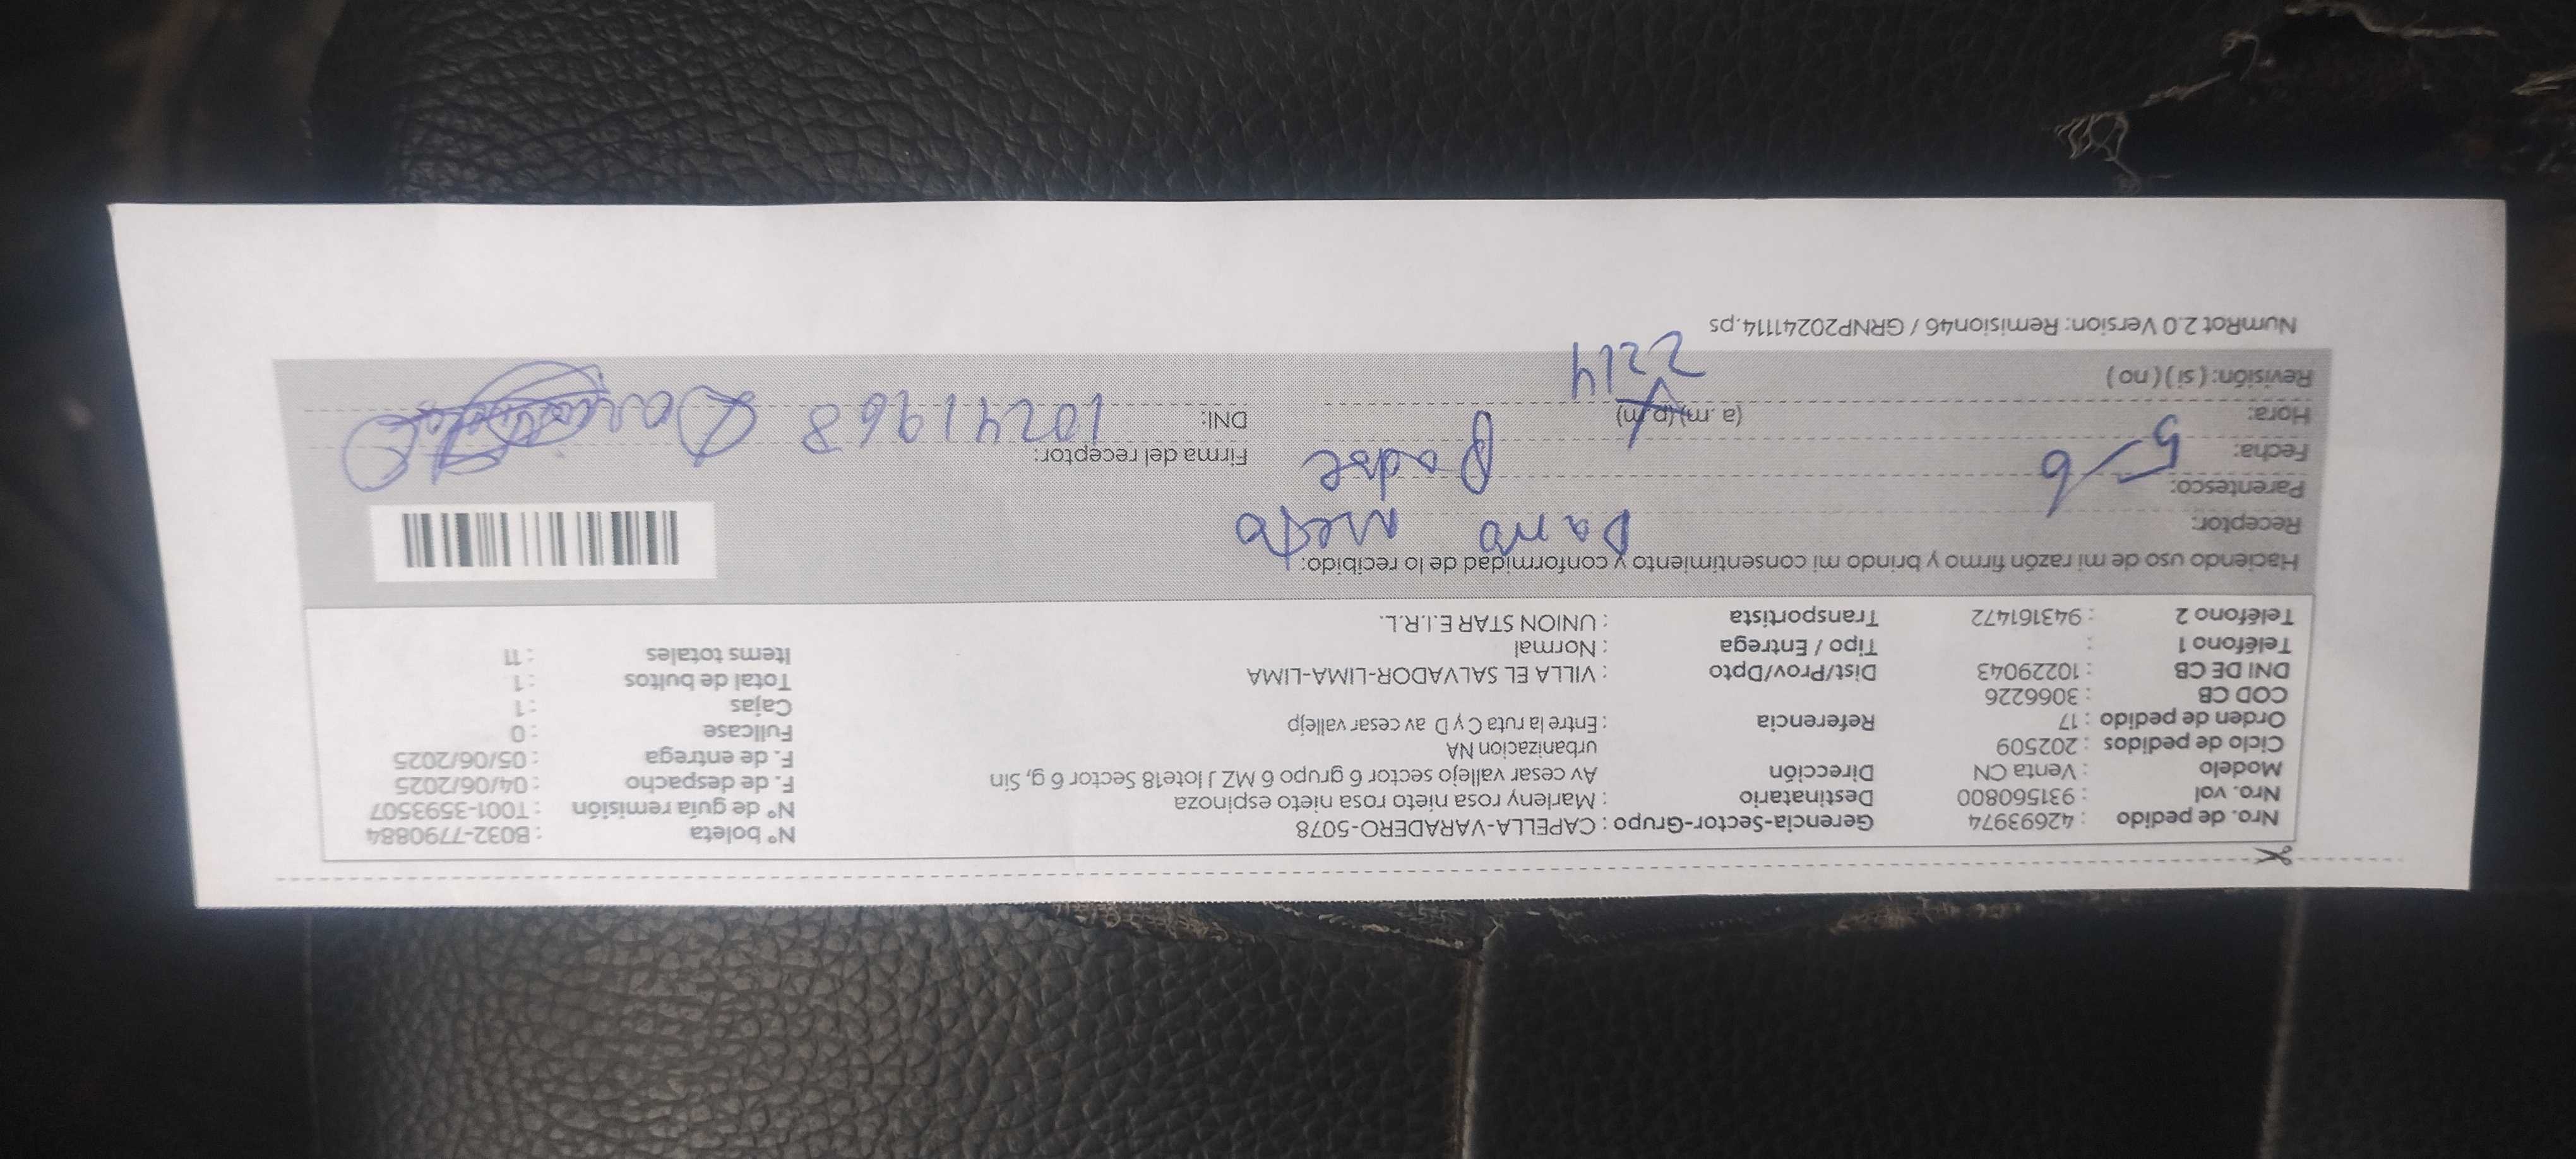 Nro. de pedido : 42693974 Gerencia-Sector-Grupo : CAPELLA-VARADERO-5078 N° boleta : B032-7790884
Nro. vol : 931560800 Destinatario : Marleny rosa nieto rosa nieto espinoza N° de guia remisión : T001-3593507
Modelo : Venta CN Dirección Av cesar vallejo sector 6 grupo 6 MZ J lote18 Sector 6 g, Sin F. de despacho : 04/06/2025
Ciclo de pedidos : 202509 urbanizacion NA F. de entrega : 05/06/2025
Orden de pedido : 17 Referencia : Entre la ruta C y D av cesar vallejp Fullcase : 0
COD CB : 3066226 Cajas : 1
DNI DE CB : 10229043 Dist/Prov/Dpto : VILLA EL SALVADOR-LIMA-LIMA Total de bultos : 1
Teléfono 1 : Tipo / Entrega : Normal Items totales : 11
Teléfono 2 : 943161472 Transportista : UNION STAR E.I.R.L.
Haciendo uso de mi razón firmo y brindo mi consentimiento y conformidad de lo recibido:
Receptor:
Parentesco: Padre
Fecha: 5-6 Firma del receptor:
Hora: (a. m) (p. m) 2214 DNI: 10241968
Revisión: ( si ) ( no )
NumRot 2.0 Version: Remision46 / GRNP20241114.ps